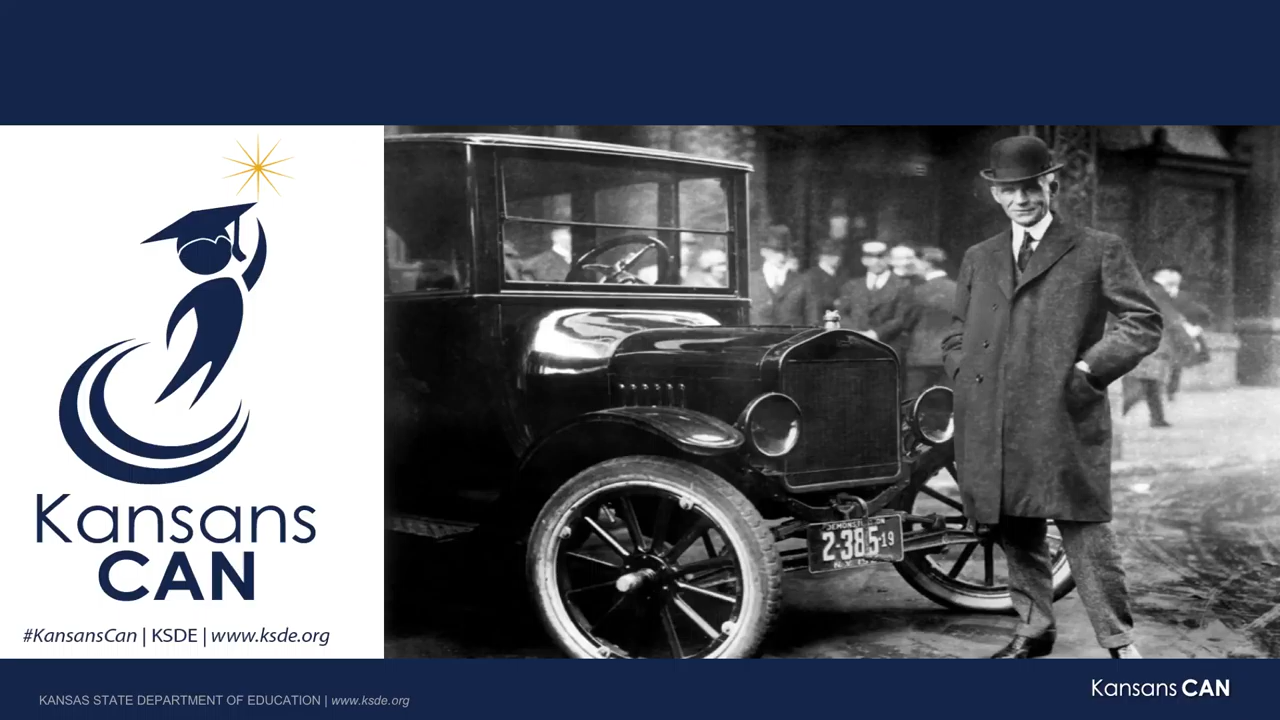 Kansans
CAN
#KansansCan | KSDE | www.ksde.org
2-385-19
KANSAS STATE DEPARTMENT OF EDUCATION | www.ksde.org
Kansans CAN